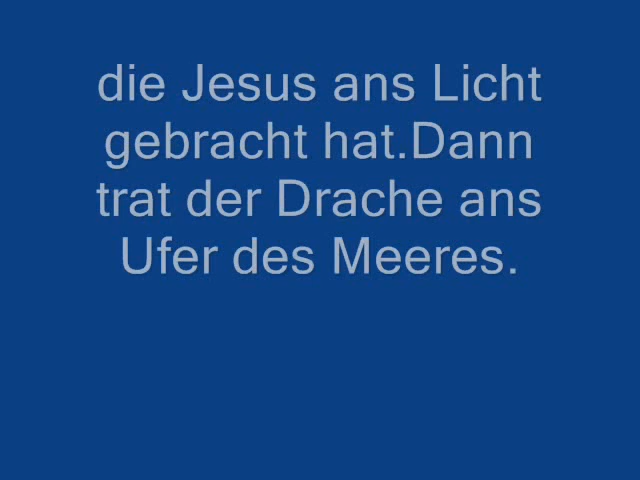 die Jesus ans Licht
gebracht hat.Dann
trat der Drache ans
Ufer des Meeres.